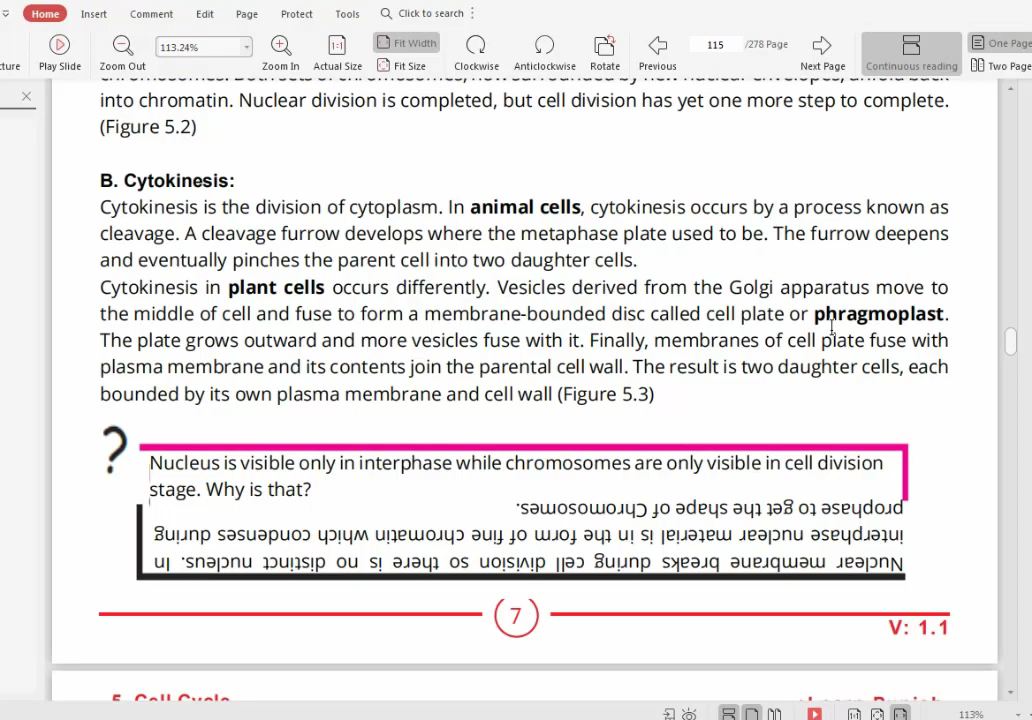 Home Insert Comment Edit Page Protect Tools Click to search
113.24% 1:1 Fit Width 115 /278 Page One Page
Play Slide Zoom Out Zoom In Actual Size Fit Size Clockwise Anticlockwise Rotate Previous Next Page Continuous reading Two Page
into chromatin. Nuclear division is completed, but cell division has yet one more step to complete.
(Figure 5.2)
B. Cytokinesis:
Cytokinesis is the division of cytoplasm. In animal cells, cytokinesis occurs by a process known as
cleavage. A cleavage furrow develops where the metaphase plate used to be. The furrow deepens
and eventually pinches the parent cell into two daughter cells.
Cytokinesis in plant cells occurs differently. Vesicles derived from the Golgi apparatus move to
the middle of cell and fuse to form a membrane-bounded disc called cell plate or phragmoplast.
The plate grows outward and more vesicles fuse with it. Finally, membranes of cell plate fuse with
plasma membrane and its contents join the parental cell wall. The result is two daughter cells, each
bounded by its own plasma membrane and cell wall (Figure 5.3)
?
Nucleus is visible only in interphase while chromosomes are only visible in cell division
stage. Why is that?
Nuclear membrane breaks during cell division so there is no distinct nucleus. In
interphase nuclear material is in the form of fine chromatin which condenses during
prophase to get the shape of Chromosomes.
7
V: 1.1
5. Cell Cycle
113%